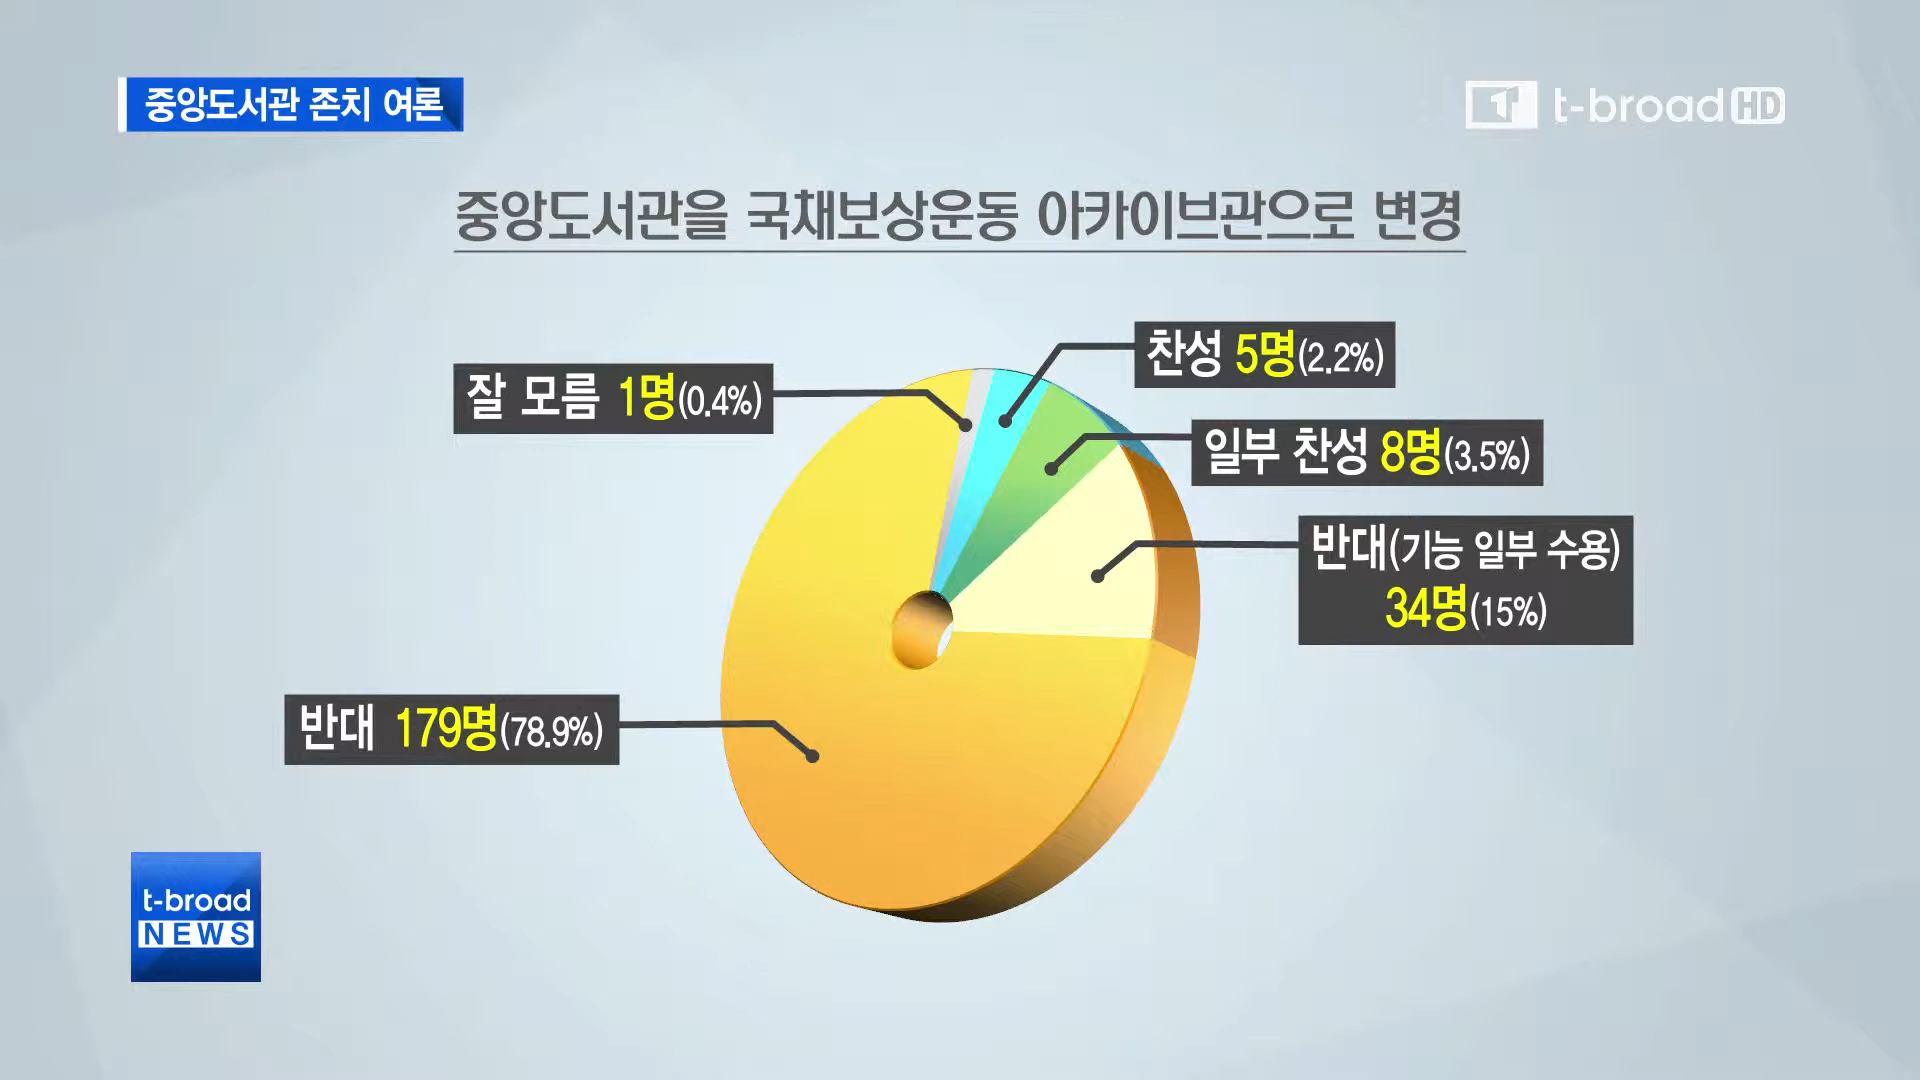 중앙도서관 존치 여론
t-broad HD
중앙도서관을 국채보상운동 아카이브관으로 변경
찬성 5명(2.2%)
잘 모름 1명(0.4%)
일부 찬성 8명(3.5%)
반대(기능 일부 수용)
34명(15%)
반대 179명(78.9%)
t-broad
NEWS